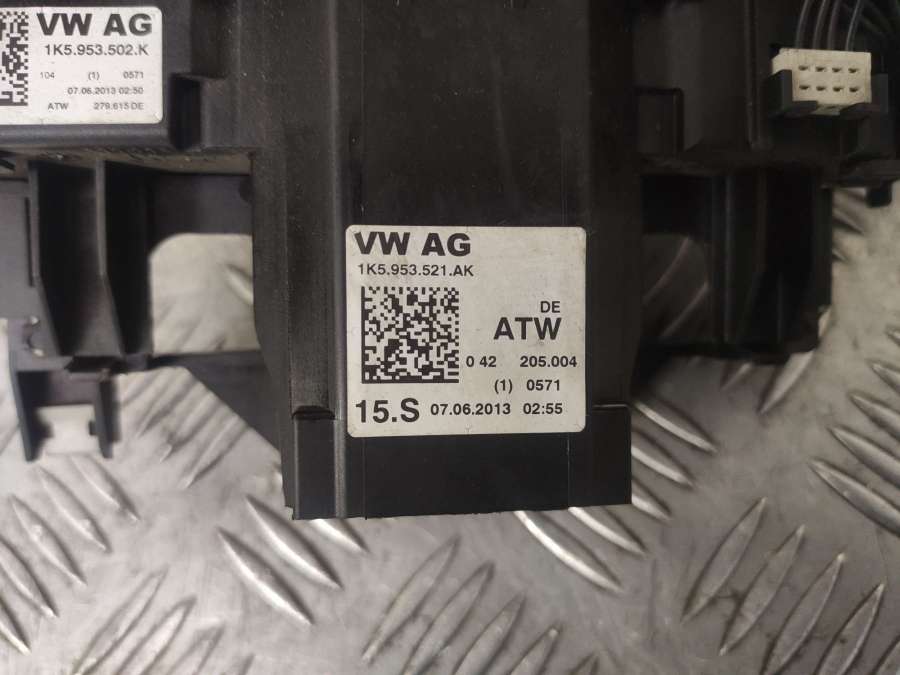 VW AG
1K5.953.502.K
104 (1) 0571
07.06.2013 02:50
ATW 279.615 DE
VW AG
1K5.953.521.AK
DE
ATW
0 42 205.004
(1) 0571
15.S 07.06.2013 02:55